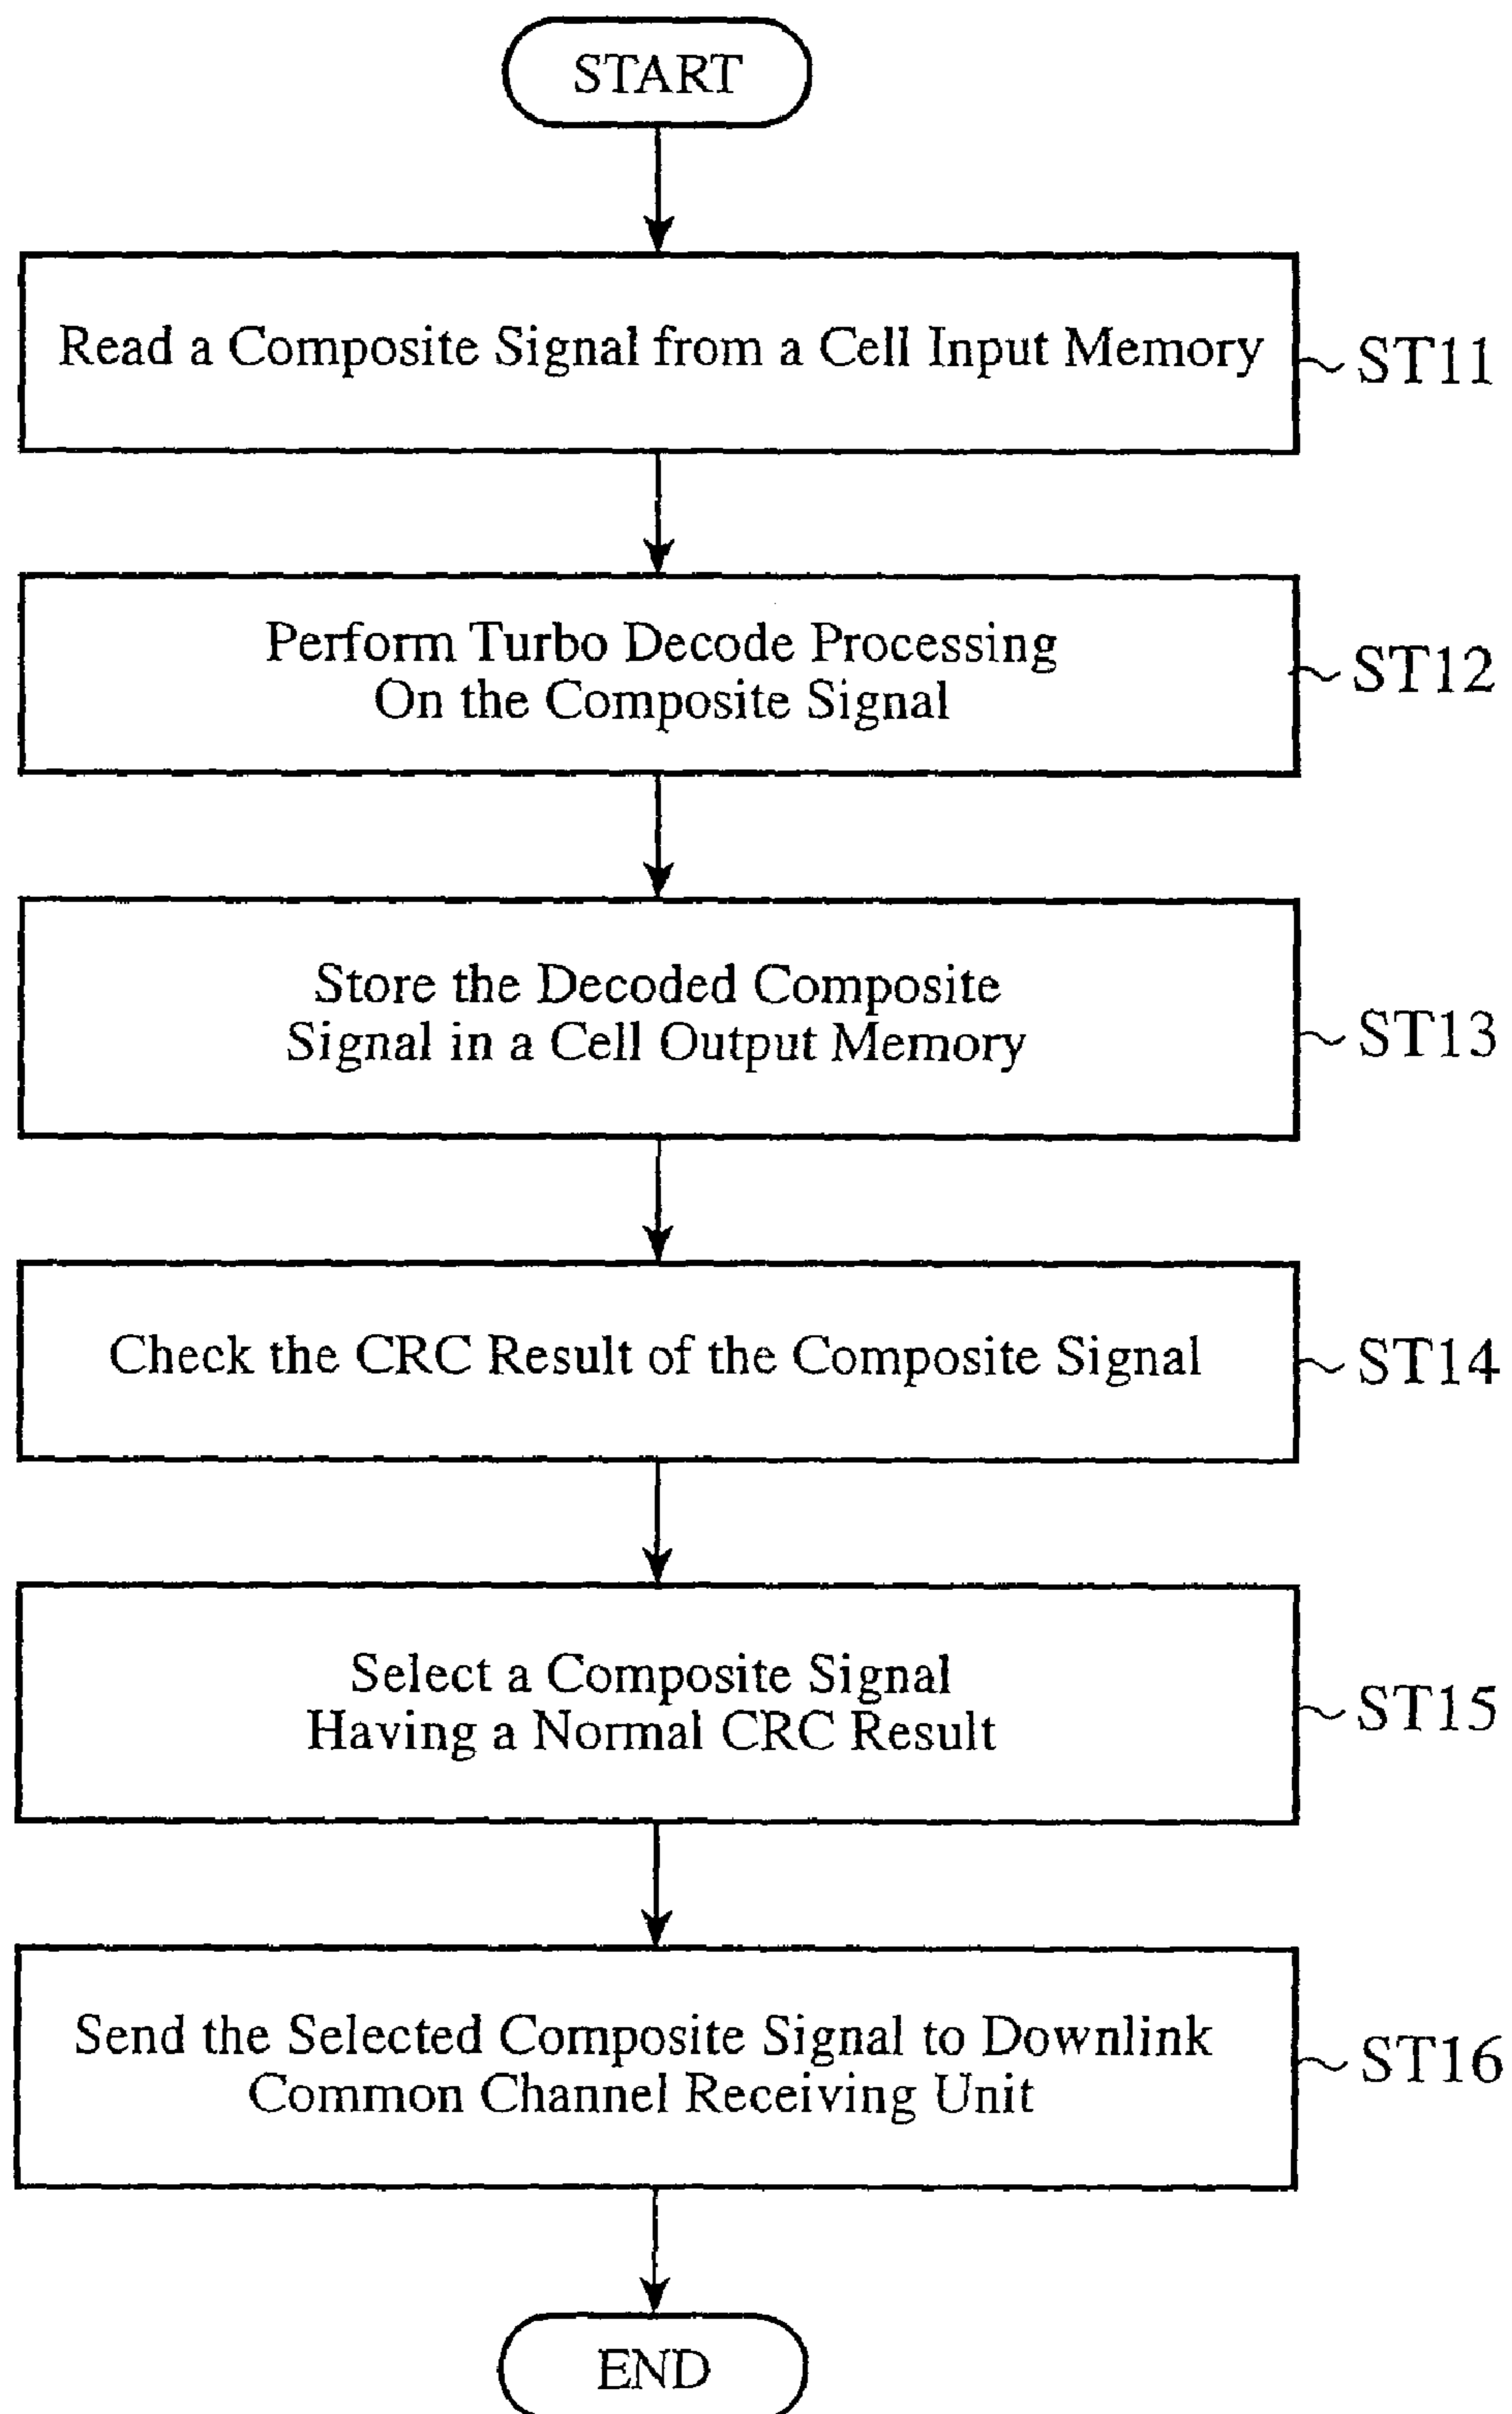 START
Read a Composite Signal from a Cell Input Memory
ST11
Perform Turbo Decode Processing
On the Composite Signal
ST12
Store the Decoded Composite
Signal in a Cell Output Memory
ST13
Check the CRC Result of the Composite Signal
ST14
Select a Composite Signal
Having a Normal CRC Result
ST15
Send the Selected Composite Signal to Downlink
Common Channel Receiving Unit
ST16
END